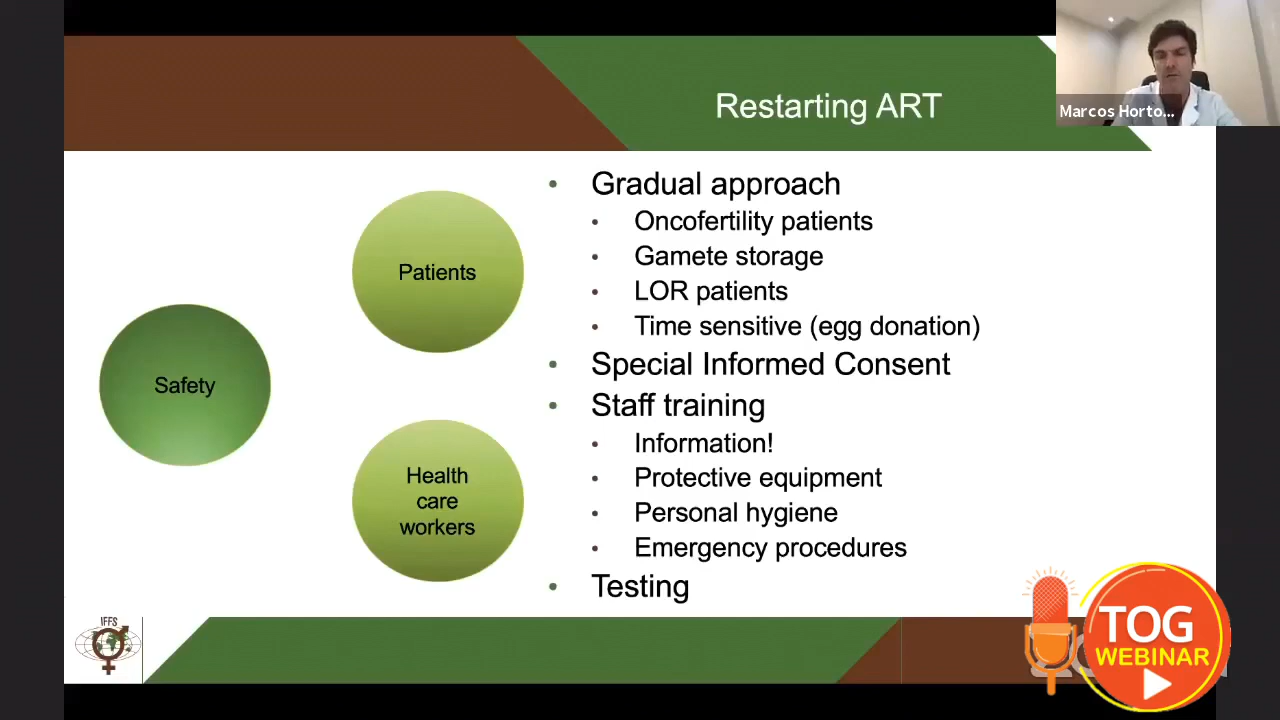 Restarting ART
Marcos Horto...
Patients
Safety
Health
care
workers
• Gradual approach
• Oncofertility patients
• Gamete storage
• LOR patients
• Time sensitive (egg donation)
• Special Informed Consent
• Staff training
• Information!
• Protective equipment
• Personal hygiene
• Emergency procedures
• Testing
IFFS
TOG
WEBINAR